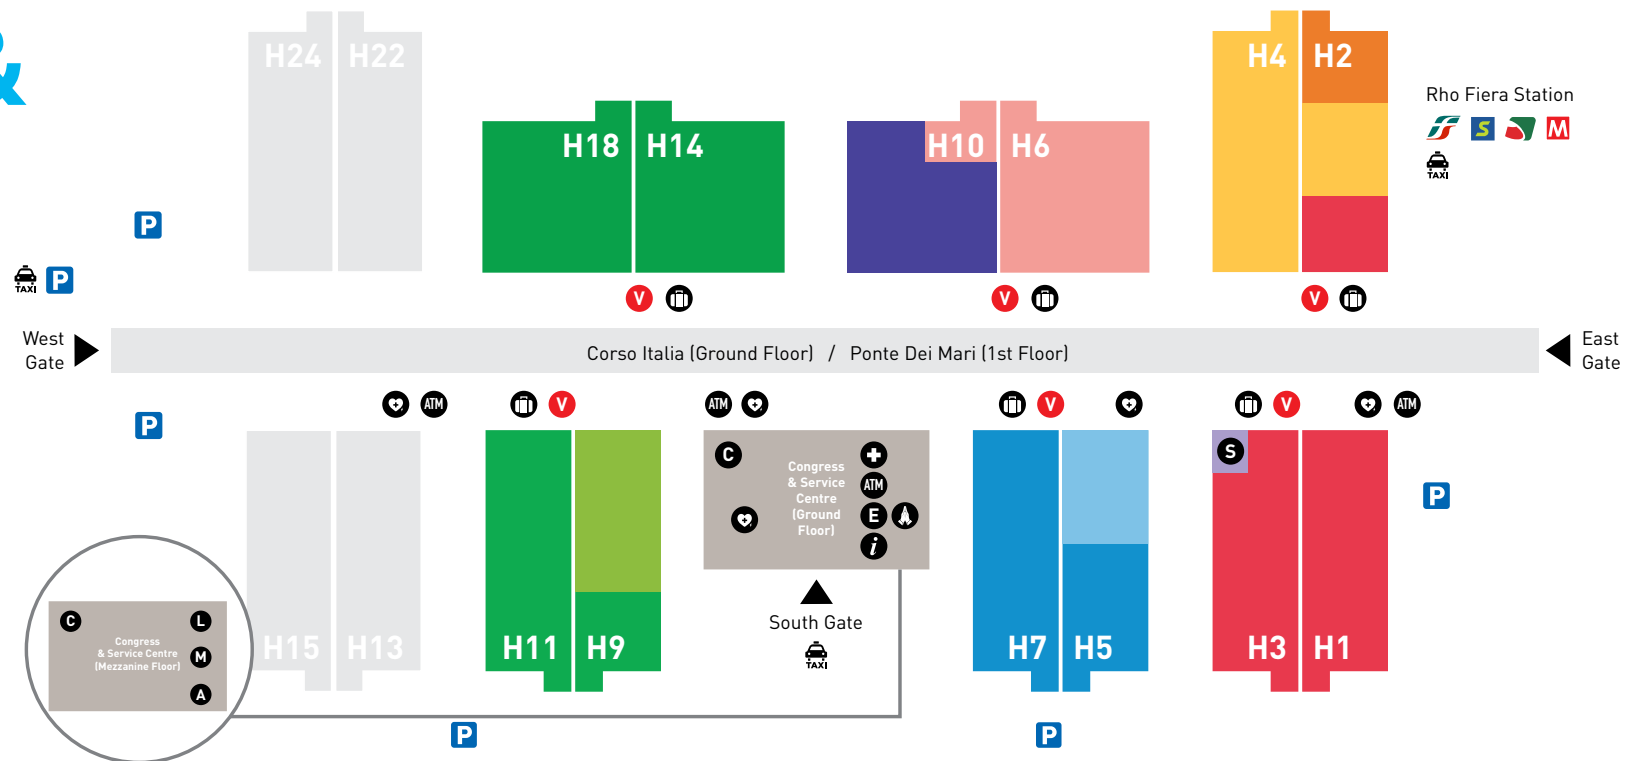 &
H24 H22
H18 H14
H10 H6
H4 H2
Rho Fiera Station
S M
TAXI
P
TAXI P
V
V
V
West
Gate
Corso Italia (Ground Floor) / Ponte Dei Mari (1st Floor)
East
Gate
P
ATM
V
ATM
V
V
ATM
C
Congress
& Service
Centre
(Ground
Floor)
ATM
E
i
S
P
South Gate
TAXI
H15 H13
H11 H9
H7 H5
H3 H1
C
Congress
& Service Centre
(Mezzanine Floor)
L
M
A
P
P